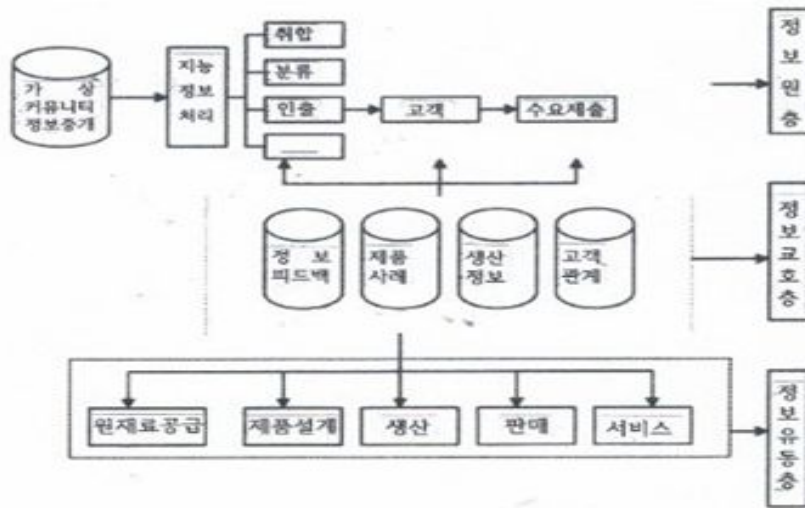 취합
분류
인출
가 상
커뮤니티
정보중개
지능
정보
처리
고객
수요제출
정
보
원
층
정 보
피드백
제품
사례
생산
정보
고객
관계
정
보
교
호
층
원재료공급
제품설계
생산
판매
서비스
정
보
유
동
층